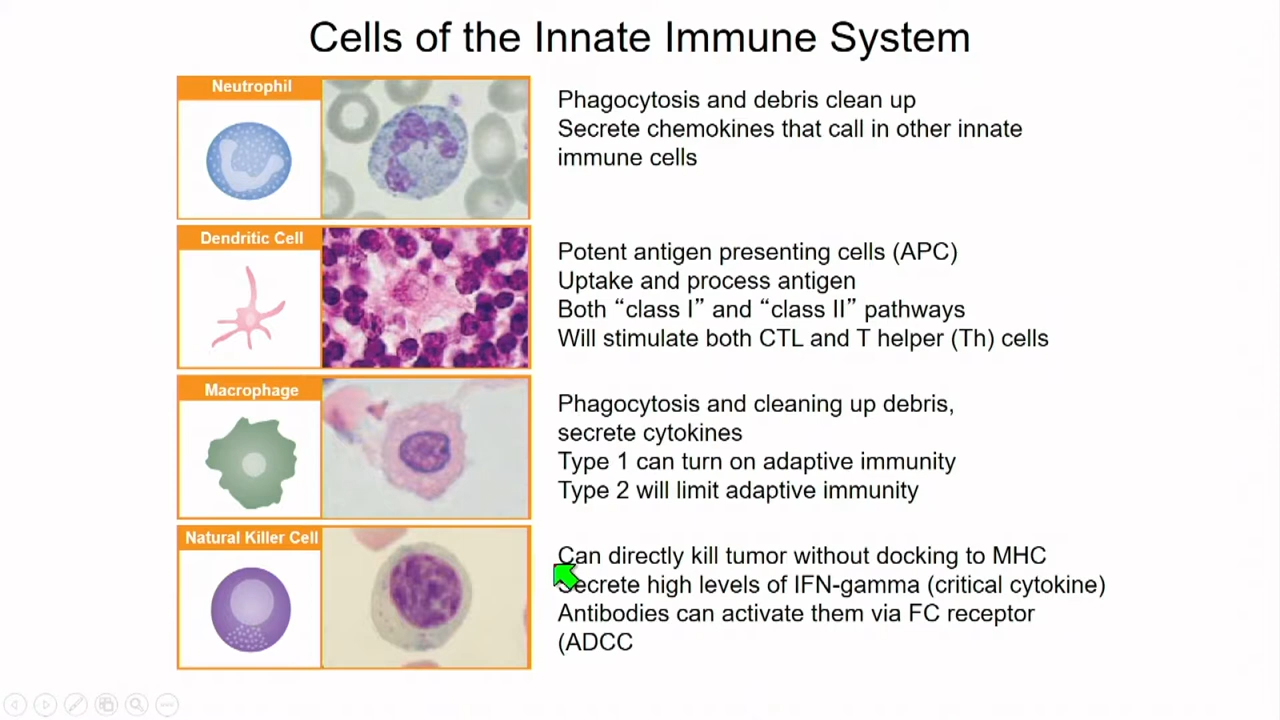 Cells of the Innate Immune System
Neutrophil
Phagocytosis and debris clean up
Secrete chemokines that call in other innate
immune cells
Dendritic Cell
Potent antigen presenting cells (APC)
Uptake and process antigen
Both “class I” and “class II” pathways
Will stimulate both CTL and T helper (Th) cells
Macrophage
Phagocytosis and cleaning up debris,
secrete cytokines
Type 1 can turn on adaptive immunity
Type 2 will limit adaptive immunity
Natural Killer Cell
Can directly kill tumor without docking to MHC
Secrete high levels of IFN-gamma (critical cytokine)
Antibodies can activate them via FC receptor
(ADCC